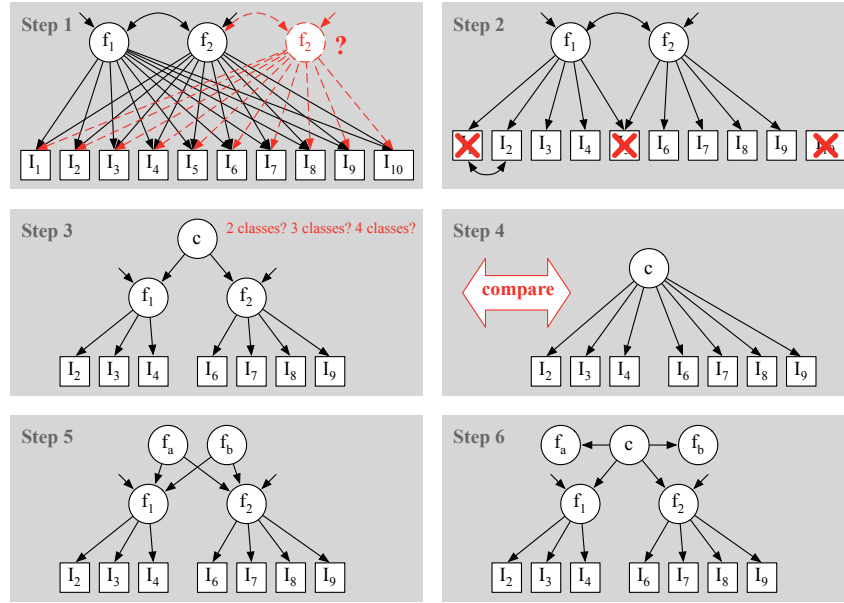 Step 1
f1 f2 f2 ?
I1 I2 I3 I4 I5 I6 I7 I8 I9 I10
Step 2
f1 f2
I2 I3 I4 I6 I7 I8 I9
Step 3
c 2 classes? 3 classes? 4 classes?
f1 f2
I2 I3 I4 I6 I7 I8 I9
Step 4
compare c
I2 I3 I4 I6 I7 I8 I9
Step 5
fa fb
f1 f2
I2 I3 I4 I6 I7 I8 I9
Step 6
fa c fb
f1 f2
I2 I3 I4 I6 I7 I8 I9